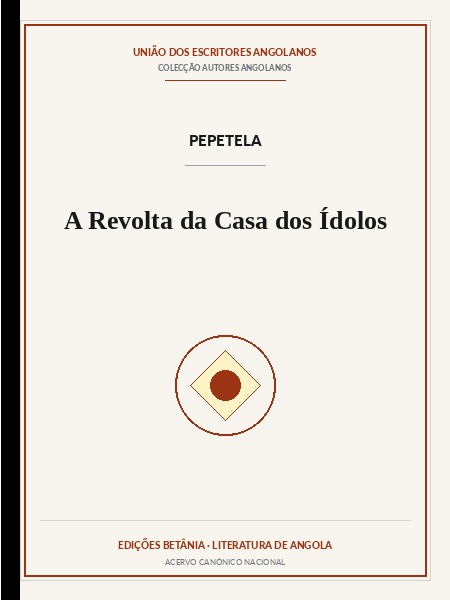 UNIÃO DOS ESCRITORES ANGOLANOS
COLECÇÃO AUTORES ANGOLANOS
PEPETELA
A Revolta da Casa dos Ídolos
EDIÇÕES BETÂNIA · LITERATURA DE ANGOLA
ACERVO CANÓNICO NACIONAL